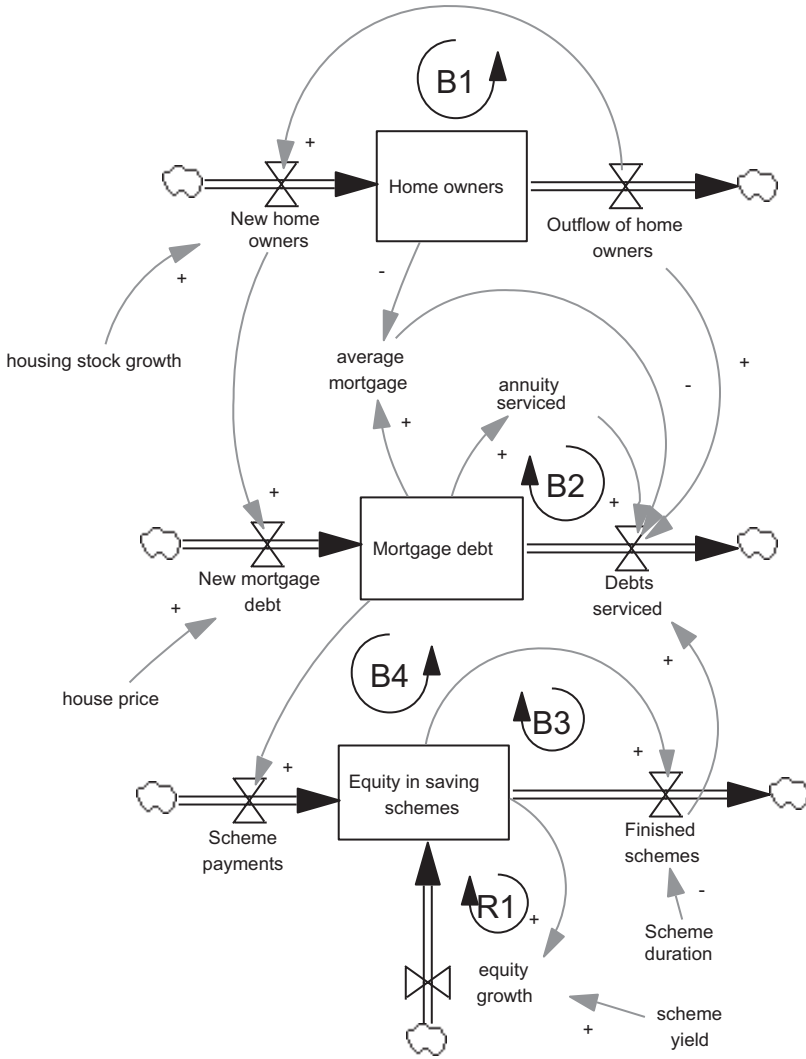 B1
+
Home owners
New home
owners
Outflow of home
owners
+
-
housing stock growth
average
mortgage
+
-
annuity
serviced
+
+
B2
+
+
Mortgage debt
New mortgage
debt
Debts
serviced
+
house price
B4
+
B3
+
+
Equity in saving
schemes
Scheme
payments
Finished
schemes
R1
+
-
Scheme
duration
equity
growth
+
scheme
yield